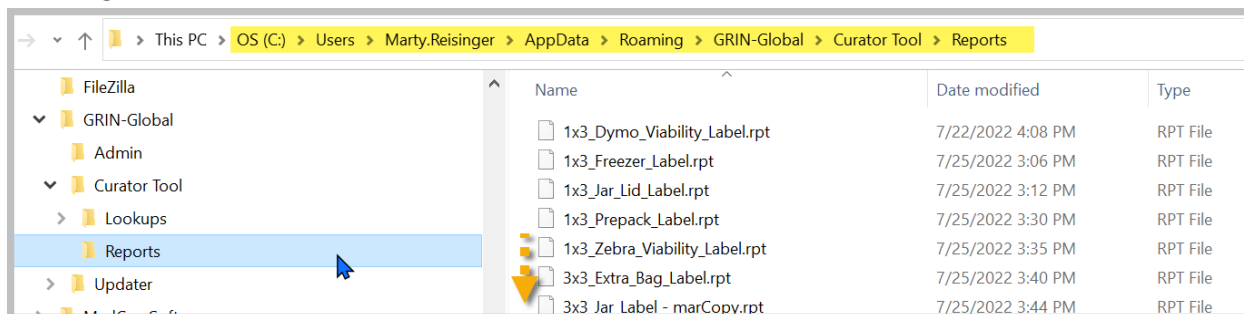 This PC > OS (C:) > Users > Marty.Reisinger > AppData > Roaming > GRIN-Global > Curator Tool > Reports
FileZilla
GRIN-Global
Admin
Curator Tool
Lookups
Reports
Updater
Name Date modified Type
1x3_Dymo_Viability_Label.rpt 7/22/2022 4:08 PM RPT File
1x3_Freezer_Label.rpt 7/25/2022 3:06 PM RPT File
1x3_Jar_Lid_Label.rpt 7/25/2022 3:12 PM RPT File
1x3_Prepack_Label.rpt 7/25/2022 3:30 PM RPT File
1x3_Zebra_Viability_Label.rpt 7/25/2022 3:35 PM RPT File
3x3_Extra_Bag_Label.rpt 7/25/2022 3:40 PM RPT File
3x3_Jar_Label - marCopy.rpt 7/25/2022 3:44 PM RPT File